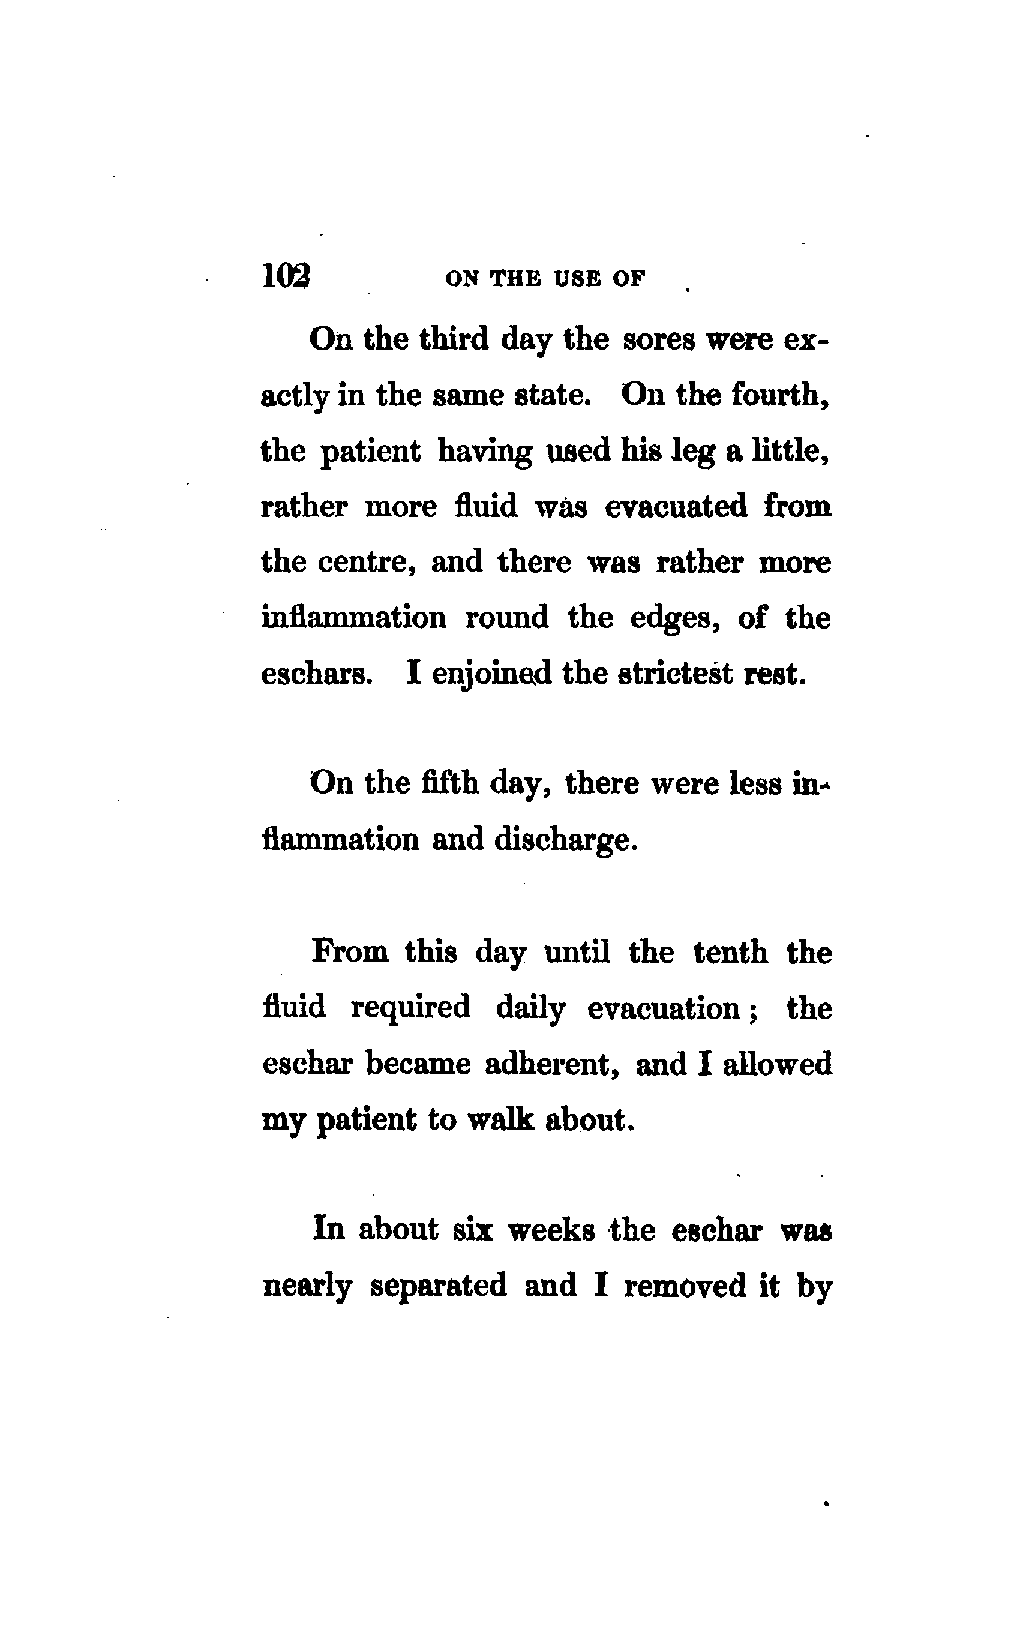 102 ON THE USE OF
On the third day the sores were ex-
actly in the same state. On the fourth,
the patient having used his leg a little,
rather more fluid was evacuated from
the centre, and there was rather more
inflammation round the edges, of the
eschars. I enjoined the strictest rest.
On the fifth day, there were less in-
flammation and discharge.
From this day until the tenth the
fluid required daily evacuation; the
eschar became adherent, and I allowed
my patient to walk about.
In about six weeks the eschar was
nearly separated and I removed it by